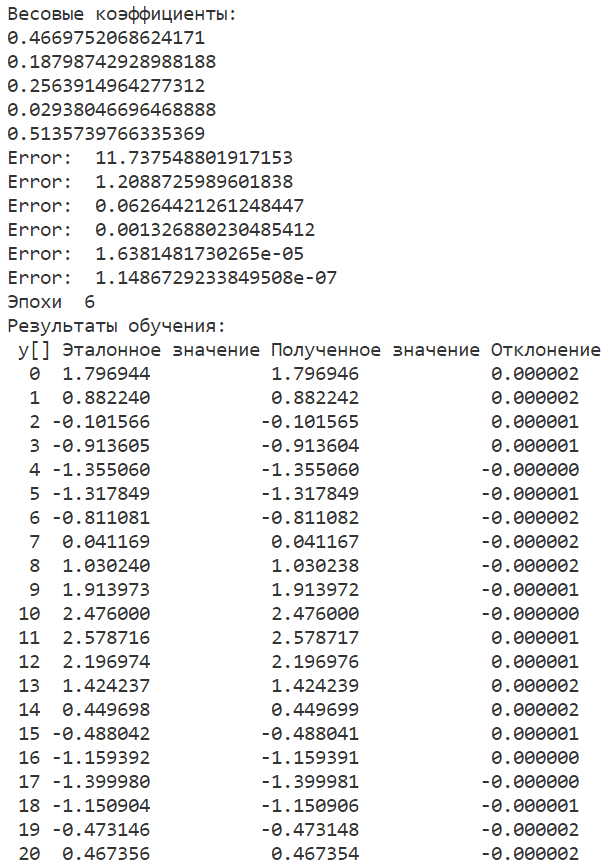 Весовые коэффициенты:
0.4669752068624171
0.18798742928988188
0.2563914964277312
0.02938046696468888
0.5135739766335369
Error:  11.737548801917153
Error:  1.2088725989601838
Error:  0.06264421261248447
Error:  0.001326880230485412
Error:  1.6381481730265e-05
Error:  1.1486729233849508e-07
Эпохи  6
Результаты обучения:
 y[] Эталонное значение Полученное значение Отклонение
  0  1.796944           1.796946            0.000002
  1  0.882240           0.882242            0.000002
  2 -0.101566          -0.101565            0.000001
  3 -0.913605          -0.913604            0.000001
  4 -1.355060          -1.355060           -0.000000
  5 -1.317849          -1.317849           -0.000001
  6 -0.811081          -0.811082           -0.000002
  7  0.041169           0.041167           -0.000002
  8  1.030240           1.030238           -0.000002
  9  1.913973           1.913972           -0.000001
 10  2.476000           2.476000           -0.000000
 11  2.578716           2.578717            0.000001
 12  2.196974           2.196976            0.000001
 13  1.424237           1.424239            0.000002
 14  0.449698           0.449699            0.000002
 15 -0.488042          -0.488041            0.000001
 16 -1.159392          -1.159391            0.000000
 17 -1.399980          -1.399981           -0.000000
 18 -1.150904          -1.150906           -0.000001
 19 -0.473146          -0.473148           -0.000002
 20  0.467356           0.467354           -0.000002